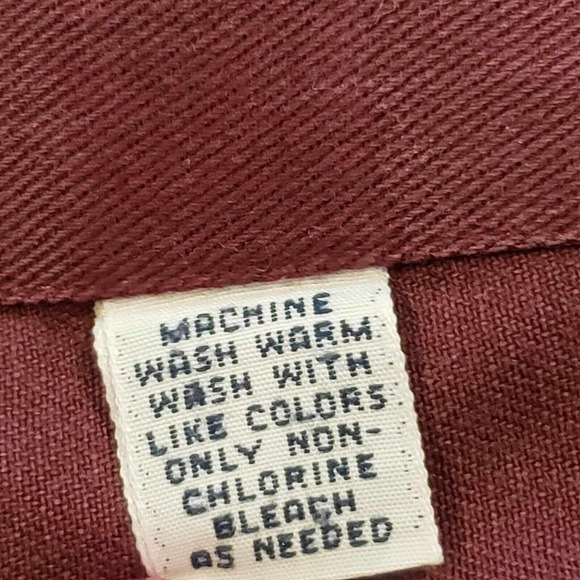 MACHINE
WASH WARM
WASH WITH
LIKE COLORS
ONLY NON-
CHLORINE
BLEACH
AS NEEDED